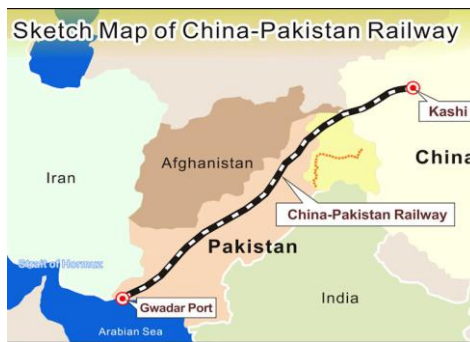 Sketch Map of China-Pakistan Railway
Kashi
China
Afghanistan
Iran
China-Pakistan Railway
Pakistan
Strait of Hormuz
Gwadar Port
India
Arabian Sea